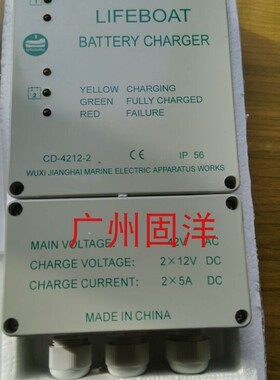 LIFEBOAT
BATTERY CHARGER
YELLOW CHARGING
GREEN FULLY CHARGED
RED FAILURE
CD-4212-2 CE IP 56
WUXI JIANGHAI MARINE ELECTRIC APPARATUS WORKS
广州固洋
MAIN VOLTAGE: 42V AC
CHARGE VOLTAGE: 2×12V DC
CHARGE CURRENT: 2×5A DC
MADE IN CHINA